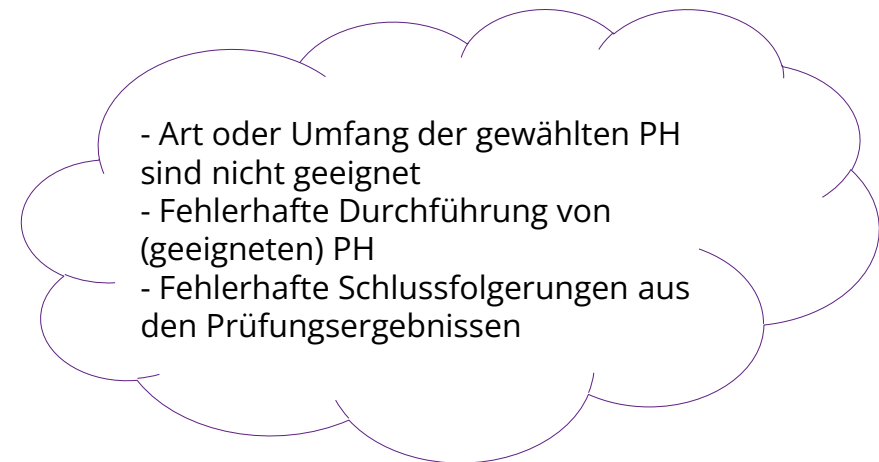 - Art oder Umfang der gewählten PH
sind nicht geeignet
- Fehlerhafte Durchführung von
(geeigneten) PH
- Fehlerhafte Schlussfolgerungen aus
den Prüfungsergebnissen